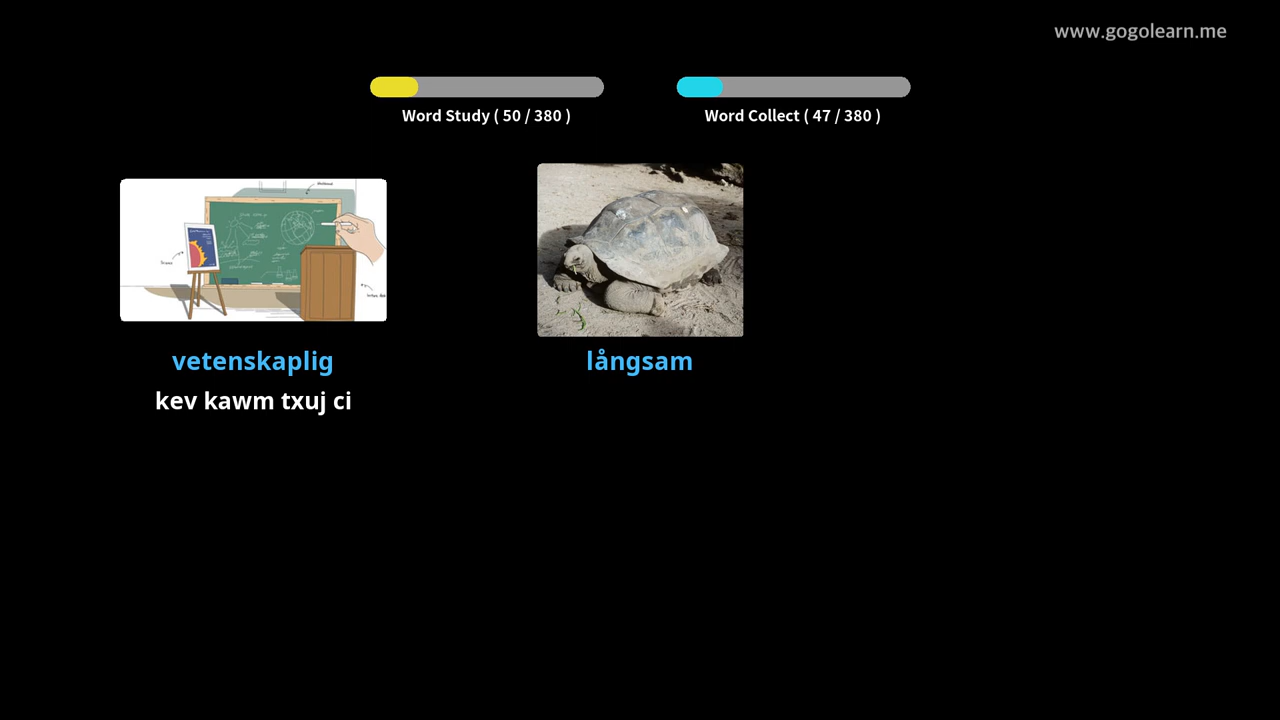 www.gogolearn.me
Word Study ( 50 / 380 )
Word Collect ( 47 / 380 )
vetenskaplig
långsam
kev kawm txuj ci